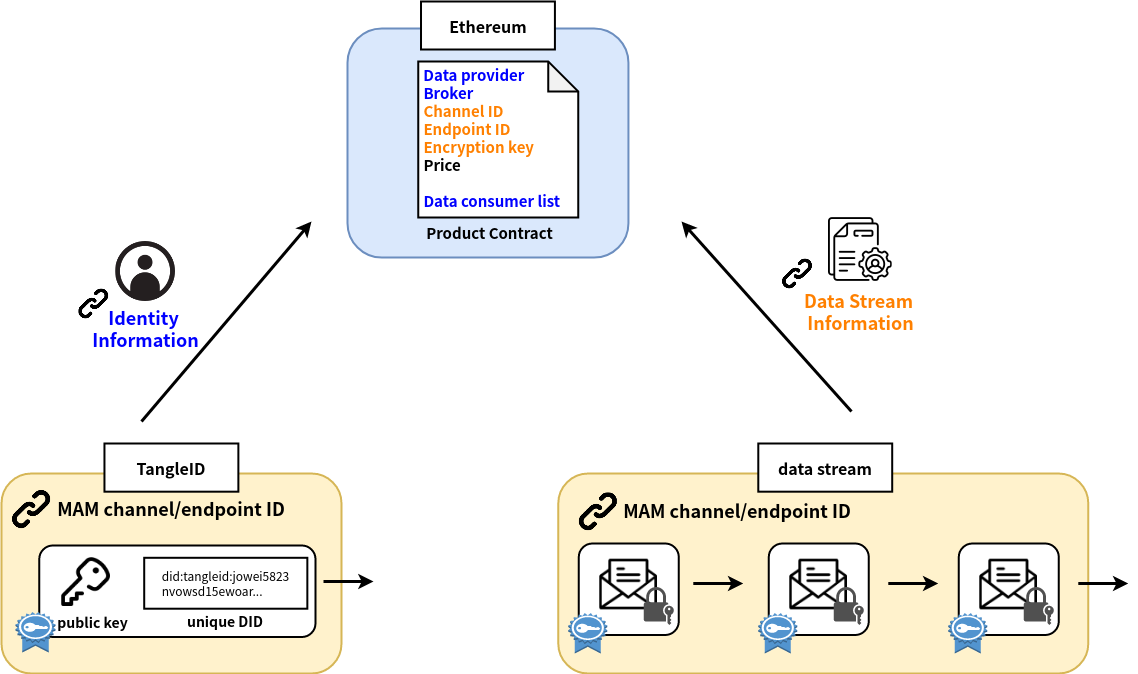 Ethereum
Data provider
Broker
Channel ID
Endpoint ID
Encryption key
Price
Data consumer list
Product Contract
Identity
Information
Data Stream
Information
TangleID
MAM channel/endpoint ID
did:tangleid:jowei5823
nvowsd15ewoar...
public key
unique DID
data stream
MAM channel/endpoint ID